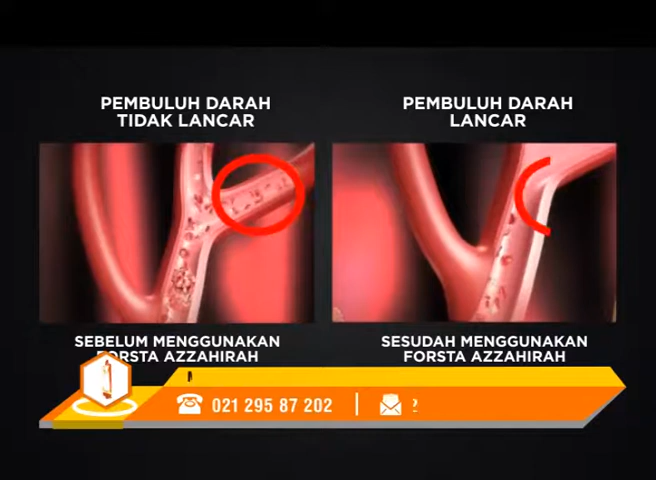 PEMBULUH DARAH
TIDAK LANCAR
PEMBULUH DARAH
LANCAR
SEBELUM MENGGUNAKAN
FORSTA AZZAHIRAH
SESUDAH MENGGUNAKAN
FORSTA AZZAHIRAH
021 295 87 202